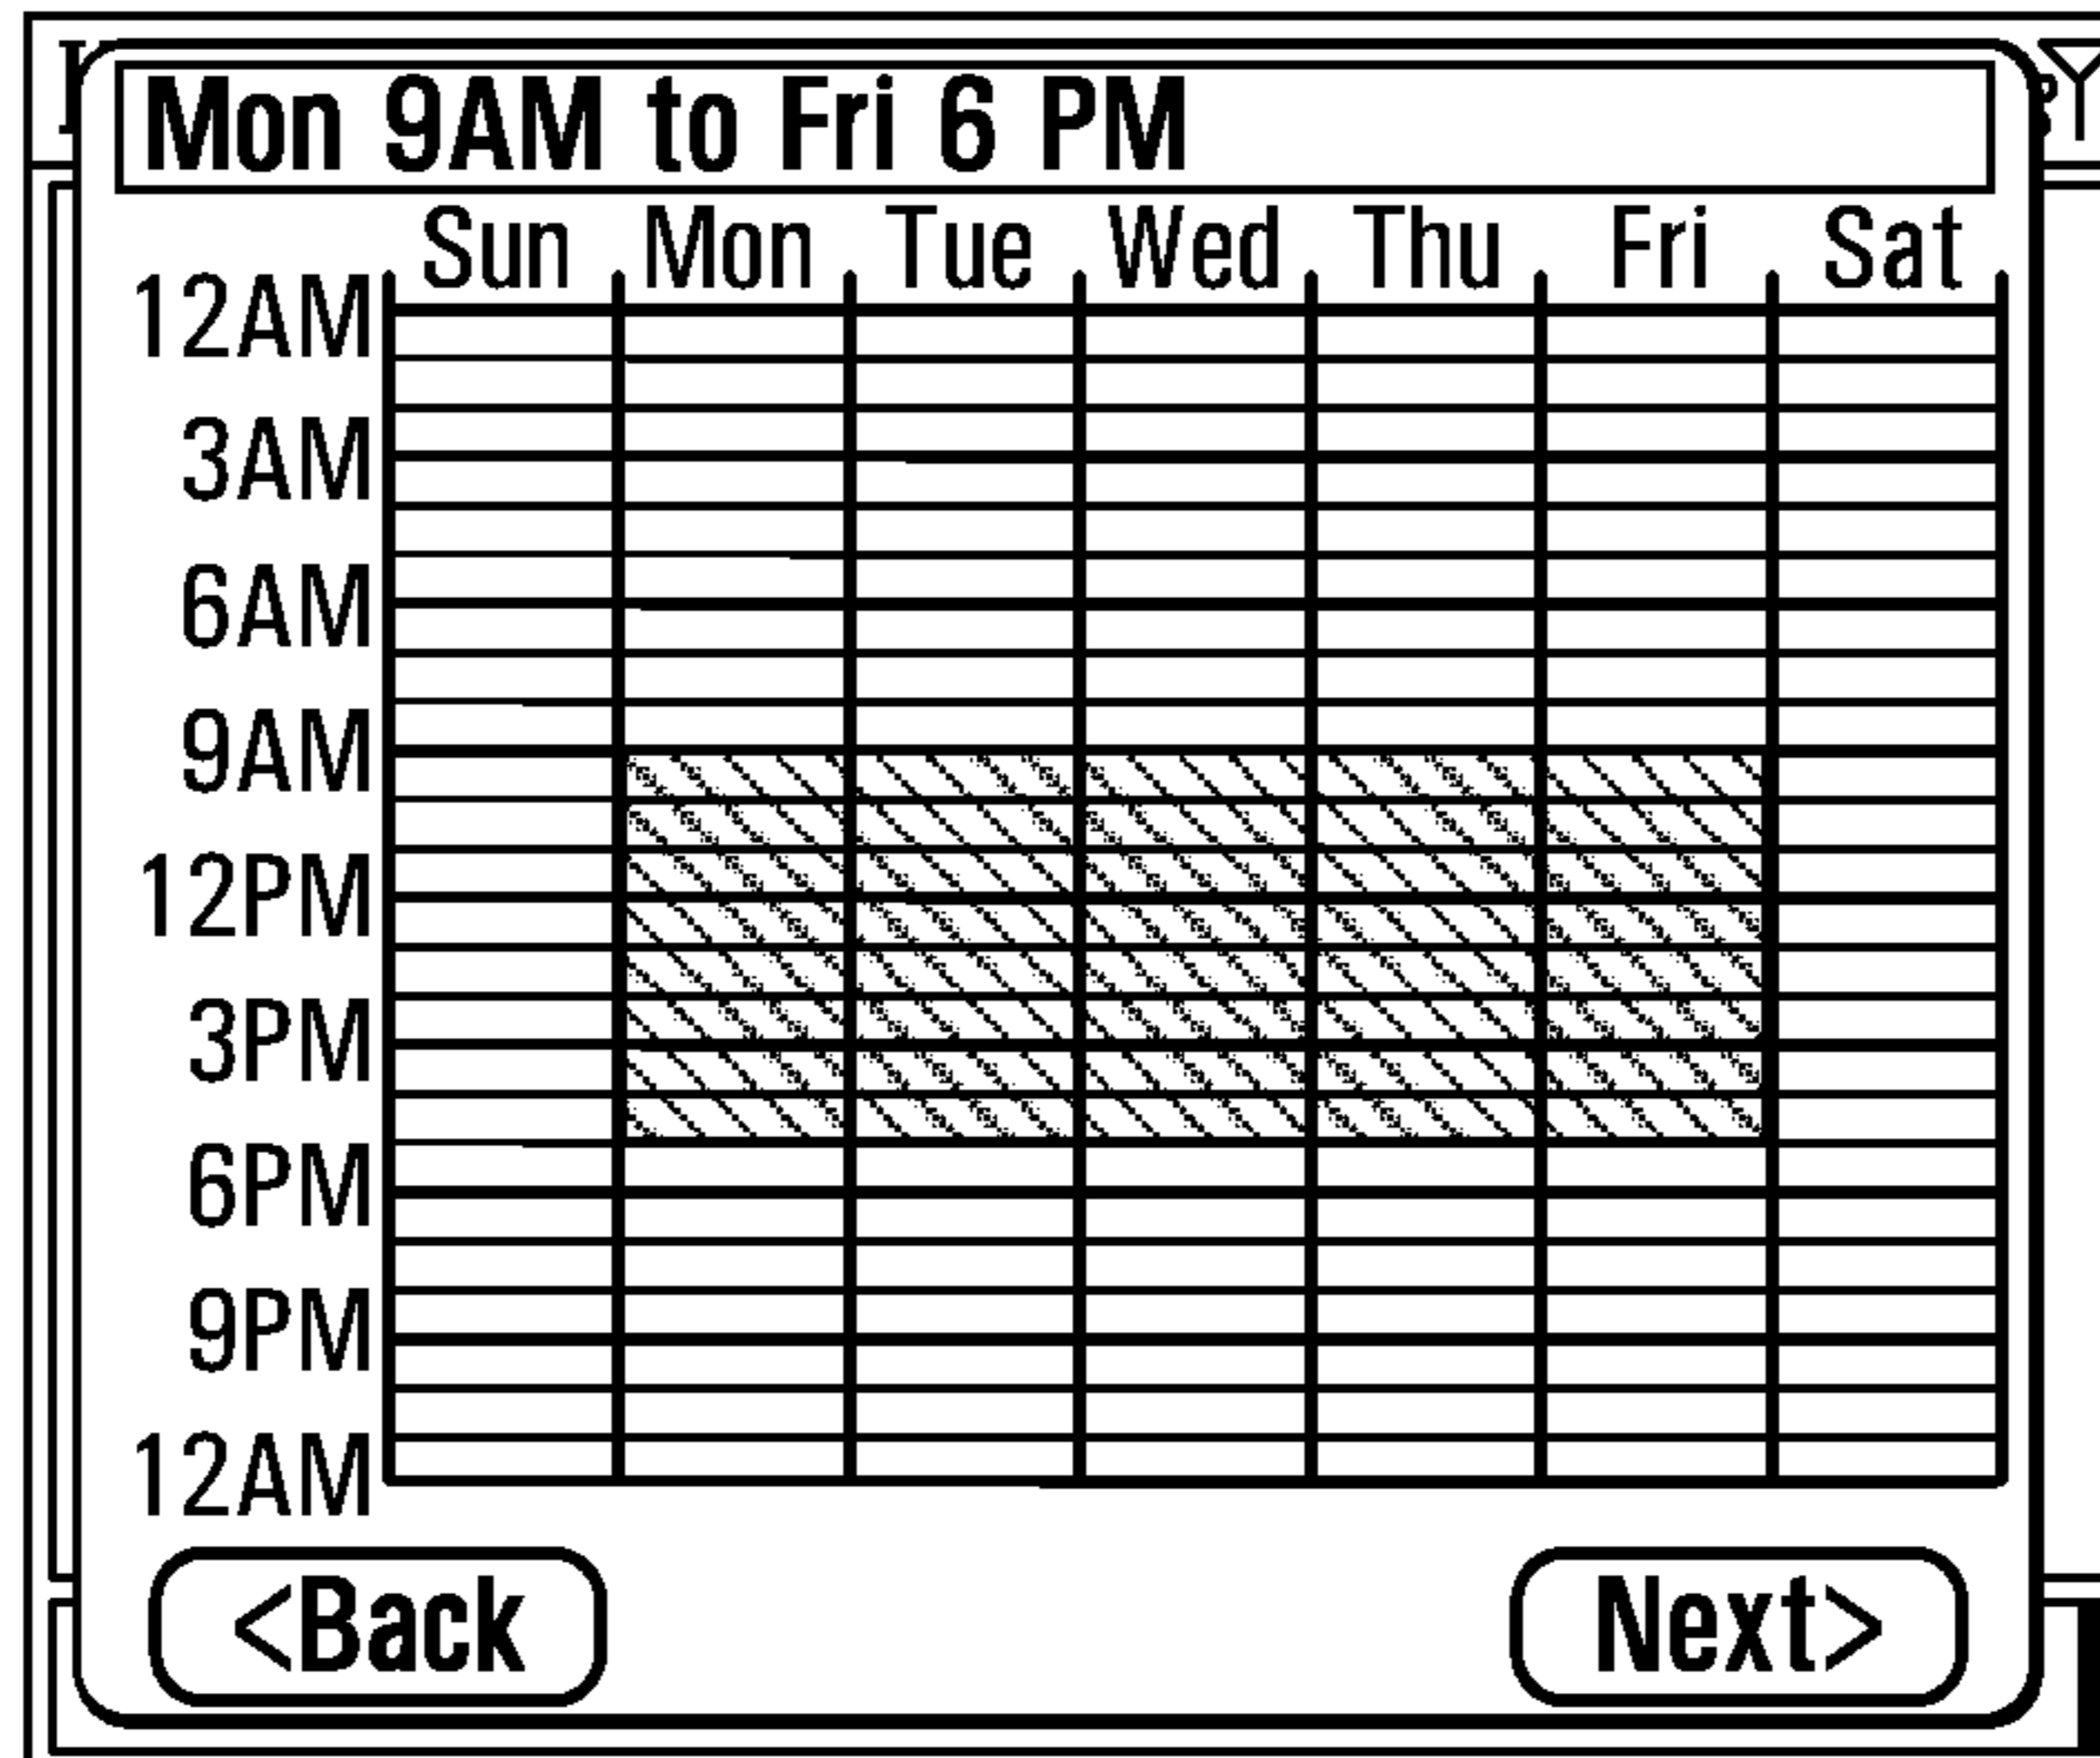 Mon 9AM to Fri 6 PM
Sun Mon Tue Wed Thu Fri Sat
12AM
3AM
6AM
9AM
12PM
3PM
6PM
9PM
12AM
<Back Next>